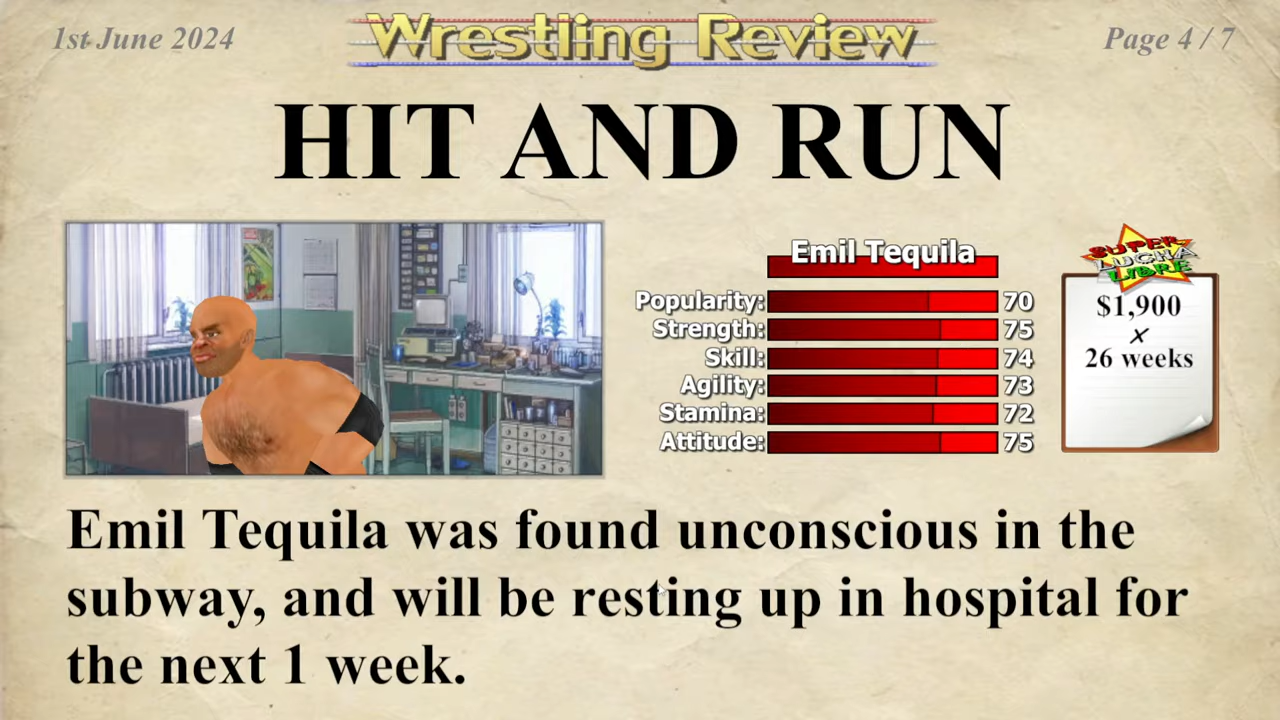 1st June 2024
Wrestling Review
Page 4 / 7
HIT AND RUN
Emil Tequila
Popularity: 70
Strength: 75
Skill: 74
Agility: 73
Stamina: 72
Attitude: 75
SUPER
LUCHA
LIBRE
$1,900
×
26 weeks
Emil Tequila was found unconscious in the
subway, and will be resting up in hospital for
the next 1 week.